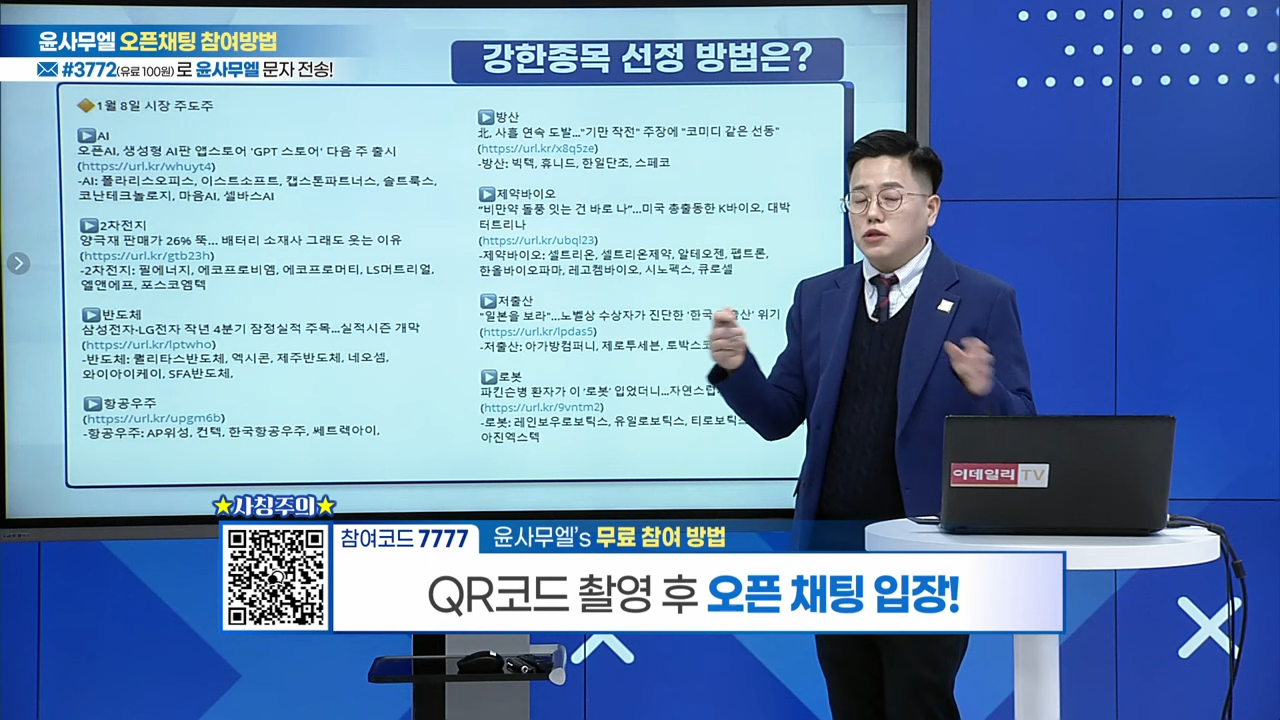 윤사무엘 오픈채팅 참여방법
#3772(유료 100원)로 윤사무엘 문자 전송!
강한종목 선정 방법은?
1월 8일 시장 주도주
AI
오픈AI, 생성형 AI판 앱스토어 'GPT 스토어' 다음 주 출시
(https://url.kr/whuyt4)
-AI: 폴라리스오피스, 이스트소프트, 캡스톤파트너스, 솔트룩스,
코난테크놀로지, 마음AI, 셀바스AI
2차전지
양극재 판매가 26% 뚝... 배터리 소재사 그래도 웃는 이유
(https://url.kr/gtb23h)
-2차전지: 필에너지, 에코프로비엠, 에코프로머티, LS머트리얼,
엘앤에프, 포스코엠텍
반도체
삼성전자·LG전자 작년 4분기 잠정실적 주목...실적시즌 개막
(https://url.kr/lptwho)
-반도체: 퀄리타스반도체, 엑시콘, 제주반도체, 네오셈,
와이아이케이, SFA반도체,
항공우주
(https://url.kr/upgm6b)
-항공우주: AP위성, 컨텍, 한국항공우주, 쎄트렉아이,
방산
北, 사흘 연속 도발..."기만 작전" 주장에 "코미디 같은 선동"
(https://url.kr/x8q5ze)
-방산: 빅텍, 휴니드, 한일단조, 스페코
제약바이오
"비만약 돌풍 잇는 건 바로 나"...미국 총출동한 K바이오, 대박
터트리나
(https://url.kr/ubql23)
-제약바이오: 셀트리온, 셀트리온제약, 알테오젠, 펩트론,
한올바이오파마, 레고켐바이오, 시노펙스, 큐로셀
저출산
"일본을 보라"...노벨상 수상자가 진단한 '한국 출산' 위기
(https://url.kr/lpdas5)
-저출산: 아가방컴퍼니, 제로투세븐, 토박스코
로봇
파킨슨병 환자가 이 '로봇' 입었더니...자연스럽
(https://url.kr/9vntm2)
-로봇: 레인보우로보틱스, 유일로보틱스, 티로보틱스
아진엑스텍
이데일리 TV
★사칭주의★
참여코드 7777
윤사무엘's 무료 참여 방법
QR코드 촬영 후 오픈 채팅 입장!